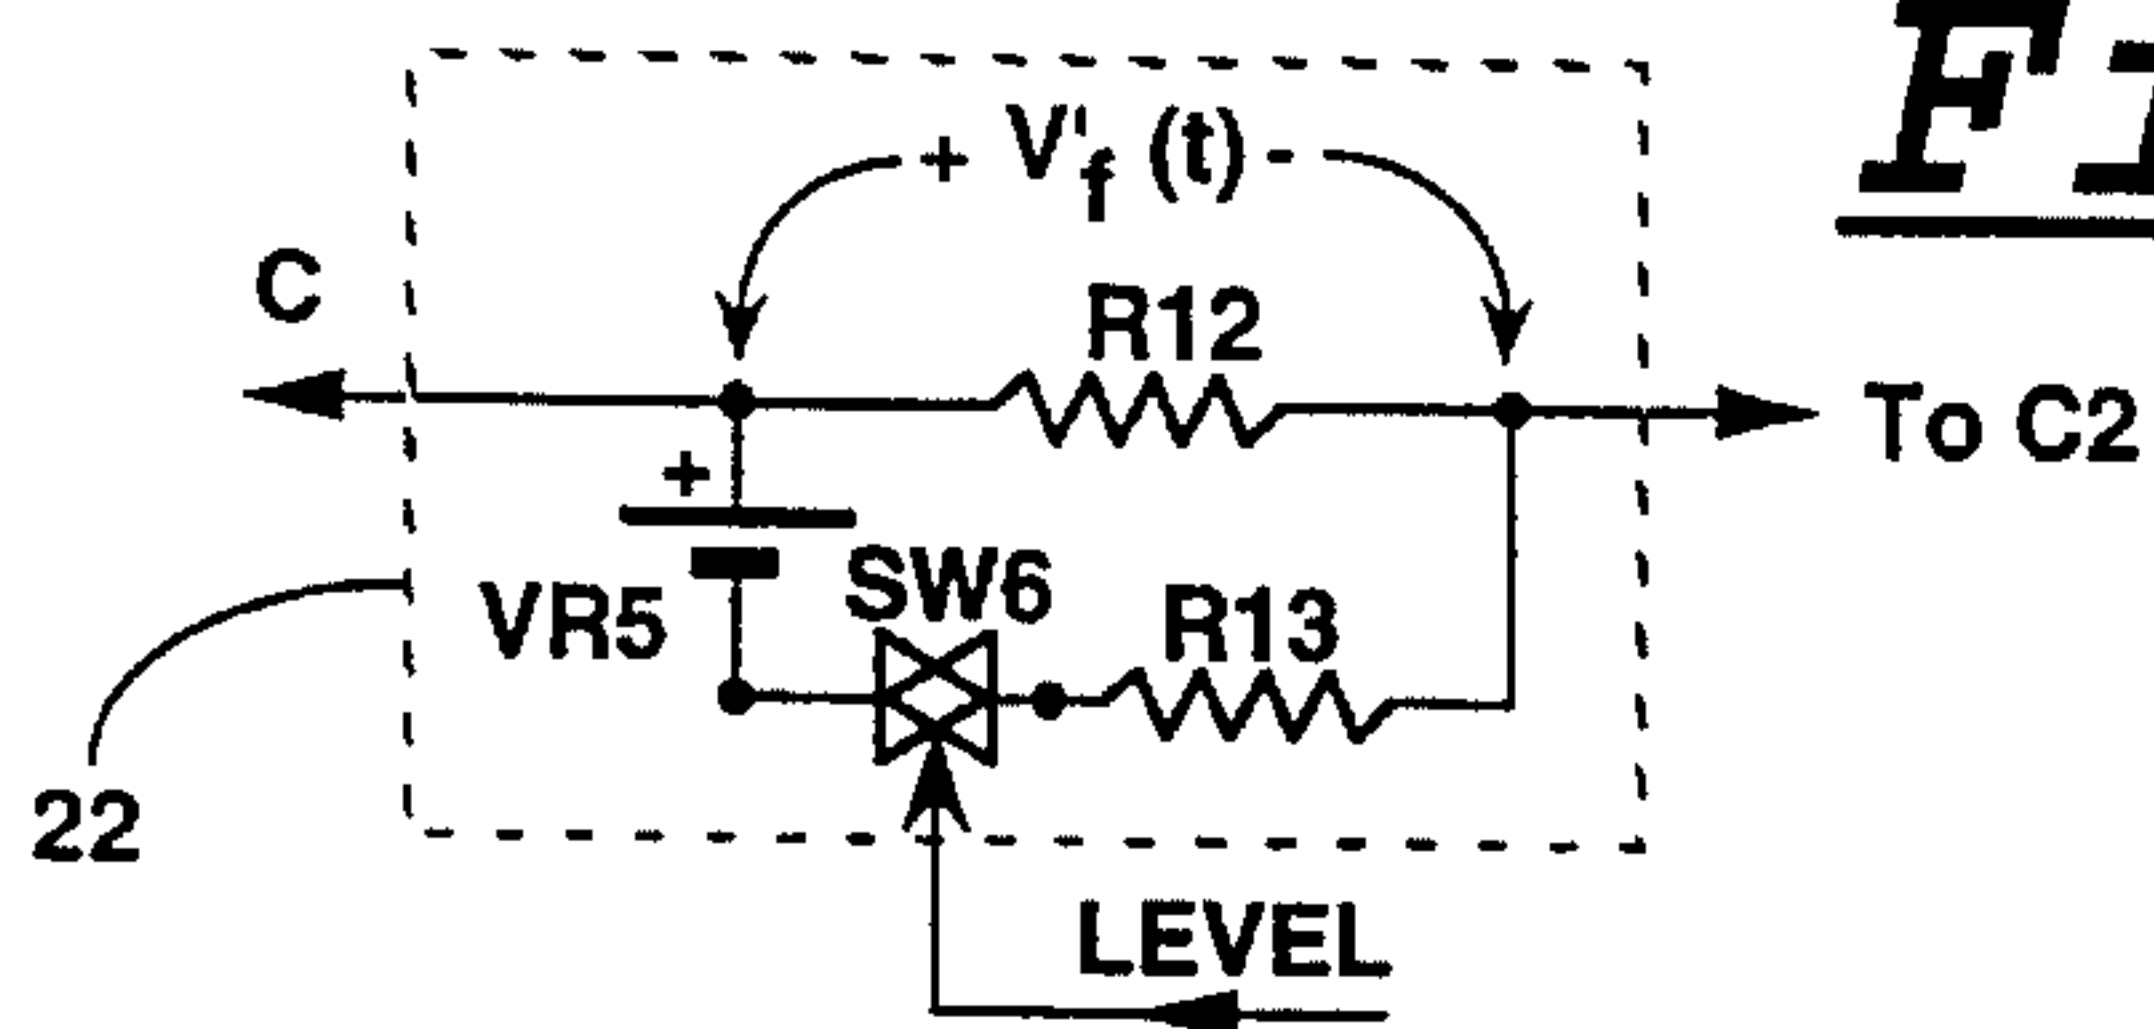 + V'f (t) -
C
R12
To C2
+
VR5
SW6
R13
22
LEVEL